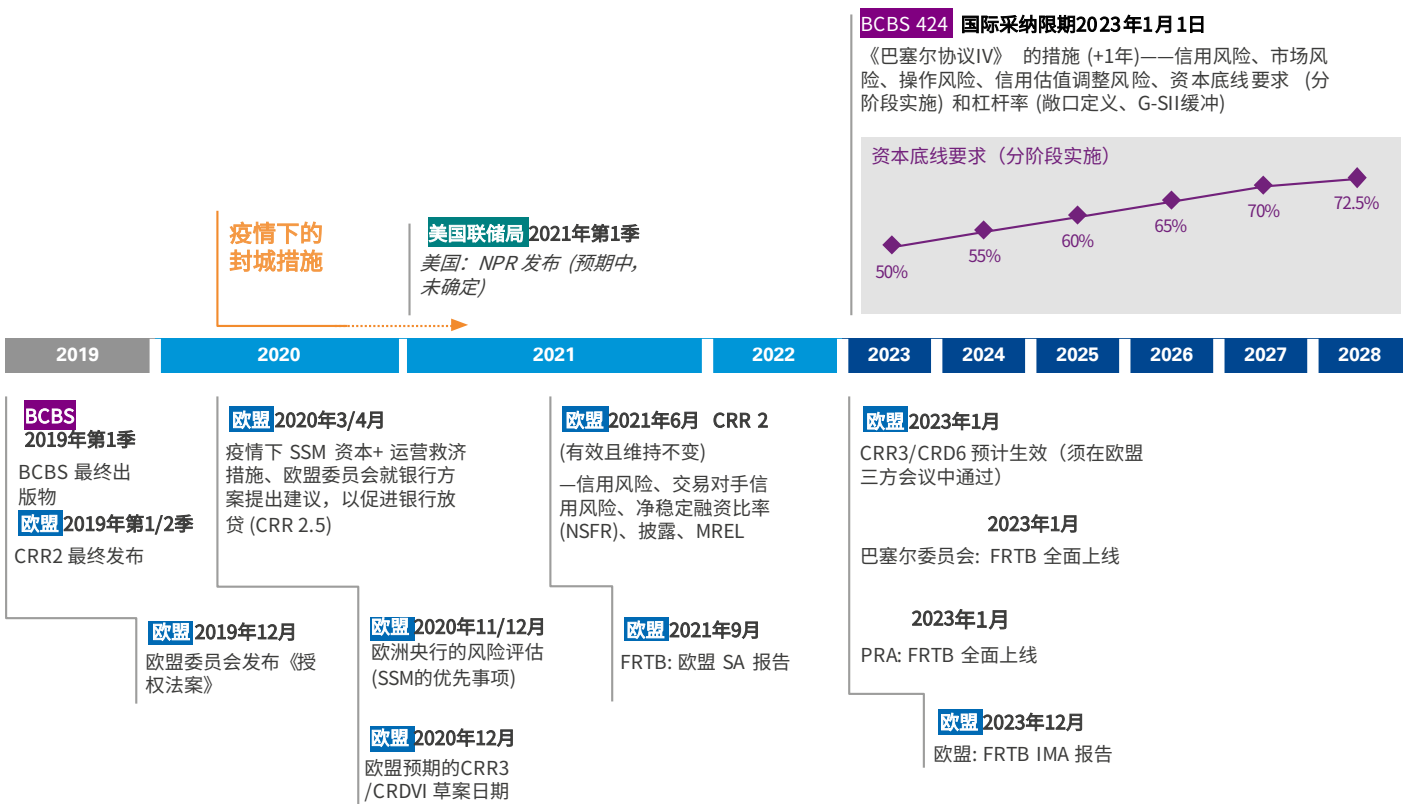 BCBS 424 国际采纳限期2023年1月1日
《巴塞尔协议IV》 的措施 (+1年)——信用风险、市场风
险、操作风险、信用估值调整风险、资本底线要求 (分
阶段实施) 和杠杆率 (敞口定义、G-SII缓冲)
资本底线要求（分阶段实施）
50%
55%
60%
65%
70%
72.5%
疫情下的
封城措施
美国联储局 2021年第1季
美国：NPR 发布 (预期中，
未确定)
2019 2020 2021 2022 2023 2024 2025 2026 2027 2028
BCBS
2019年第1季
BCBS 最终出
版物
欧盟 2019年第1/2季
CRR2 最终发布
欧盟 2019年12月
欧盟委员会发布《授
权法案》
欧盟 2020年3/4月
疫情下 SSM 资本+ 运营救济
措施、欧盟委员会就银行方
案提出建议，以促进银行放
贷 (CRR 2.5)
欧盟 2020年11/12月
欧洲央行的风险评估
(SSM的优先事项)
欧盟 2020年12月
欧盟预期的CRR3
/CRDVI 草案日期
欧盟 2021年6月 CRR 2
(有效且维持不变)
—信用风险、交易对手信
用风险、净稳定融资比率
(NSFR)、披露、MREL
欧盟 2021年9月
FRTB: 欧盟 SA 报告
欧盟 2023年1月
CRR3/CRD6 预计生效（须在欧盟
三方会议中通过）
2023年1月
巴塞尔委员会: FRTB 全面上线
2023年1月
PRA: FRTB 全面上线
欧盟 2023年12月
欧盟: FRTB IMA 报告